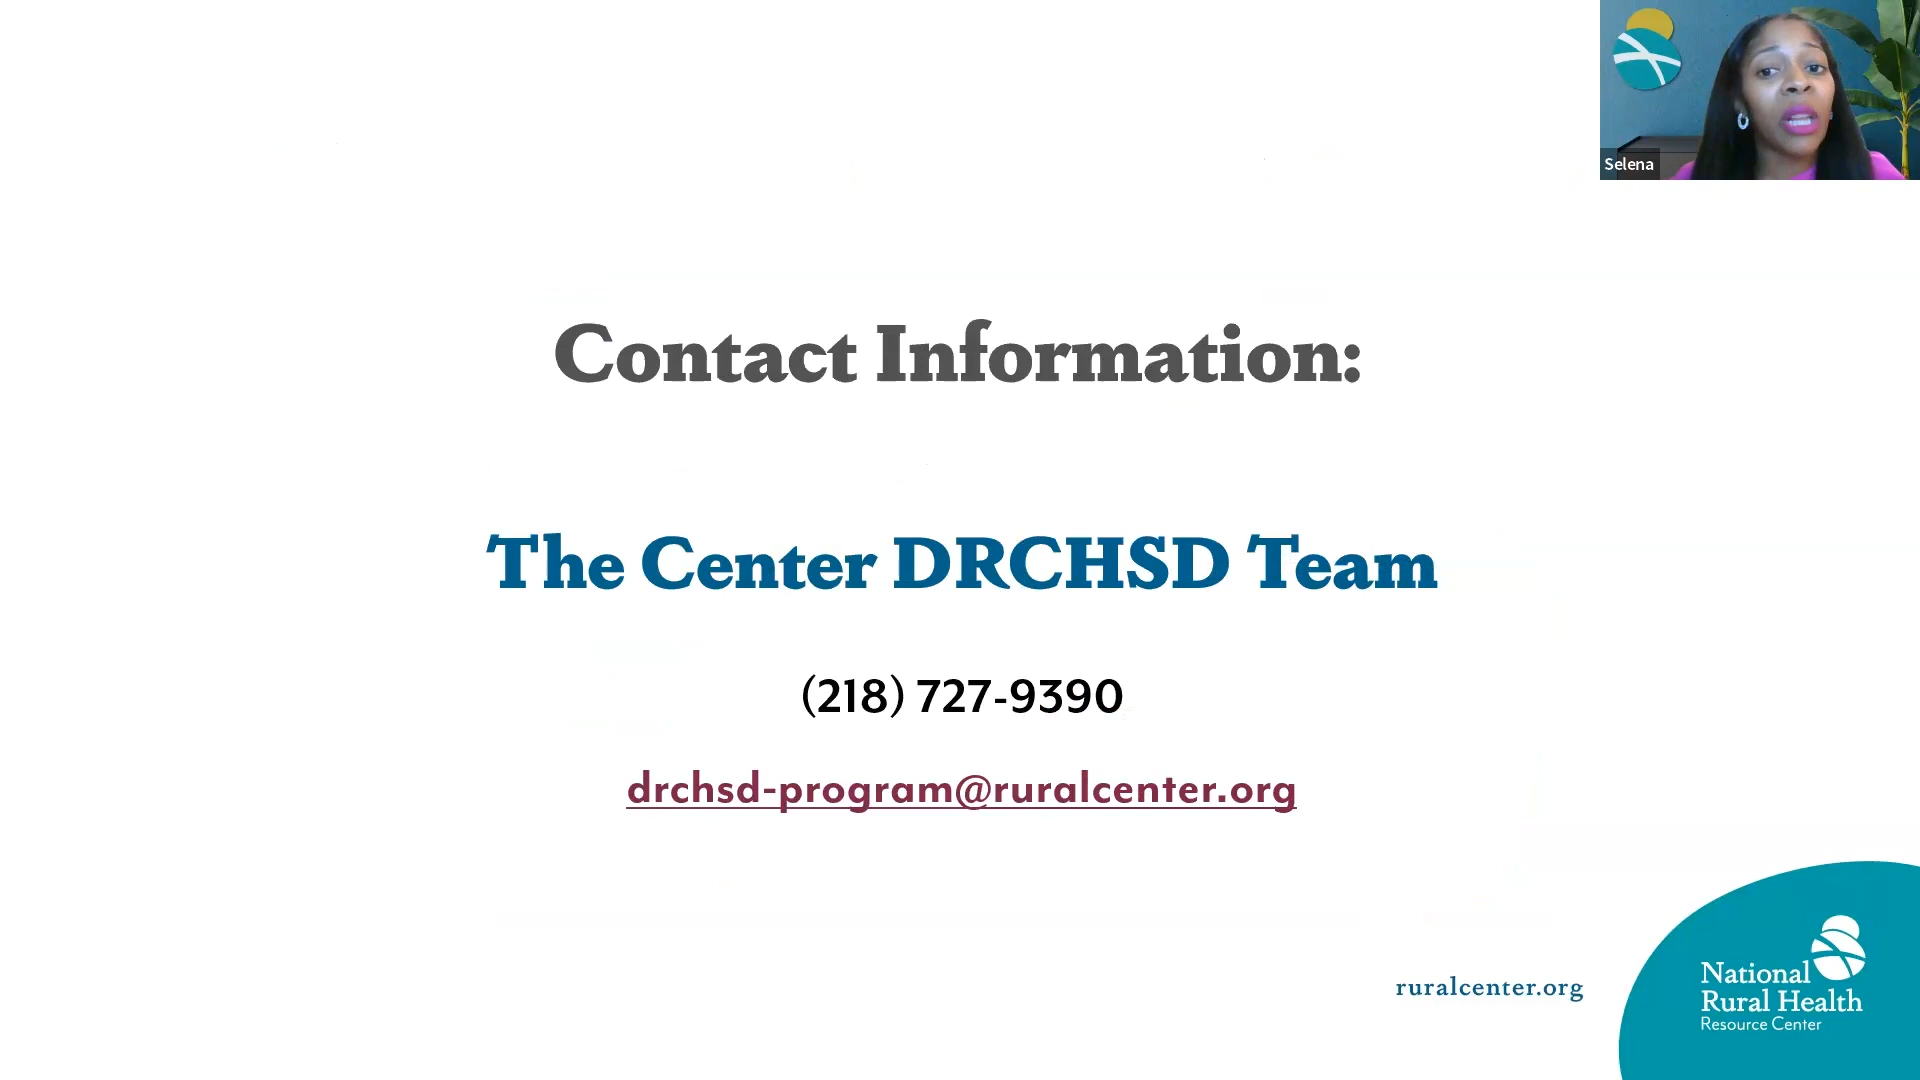 Selena
Contact Information:
The Center DRCHSD Team
(218) 727-9390
drchsd-program@ruralcenter.org
ruralcenter.org
National
Rural Health
Resource Center